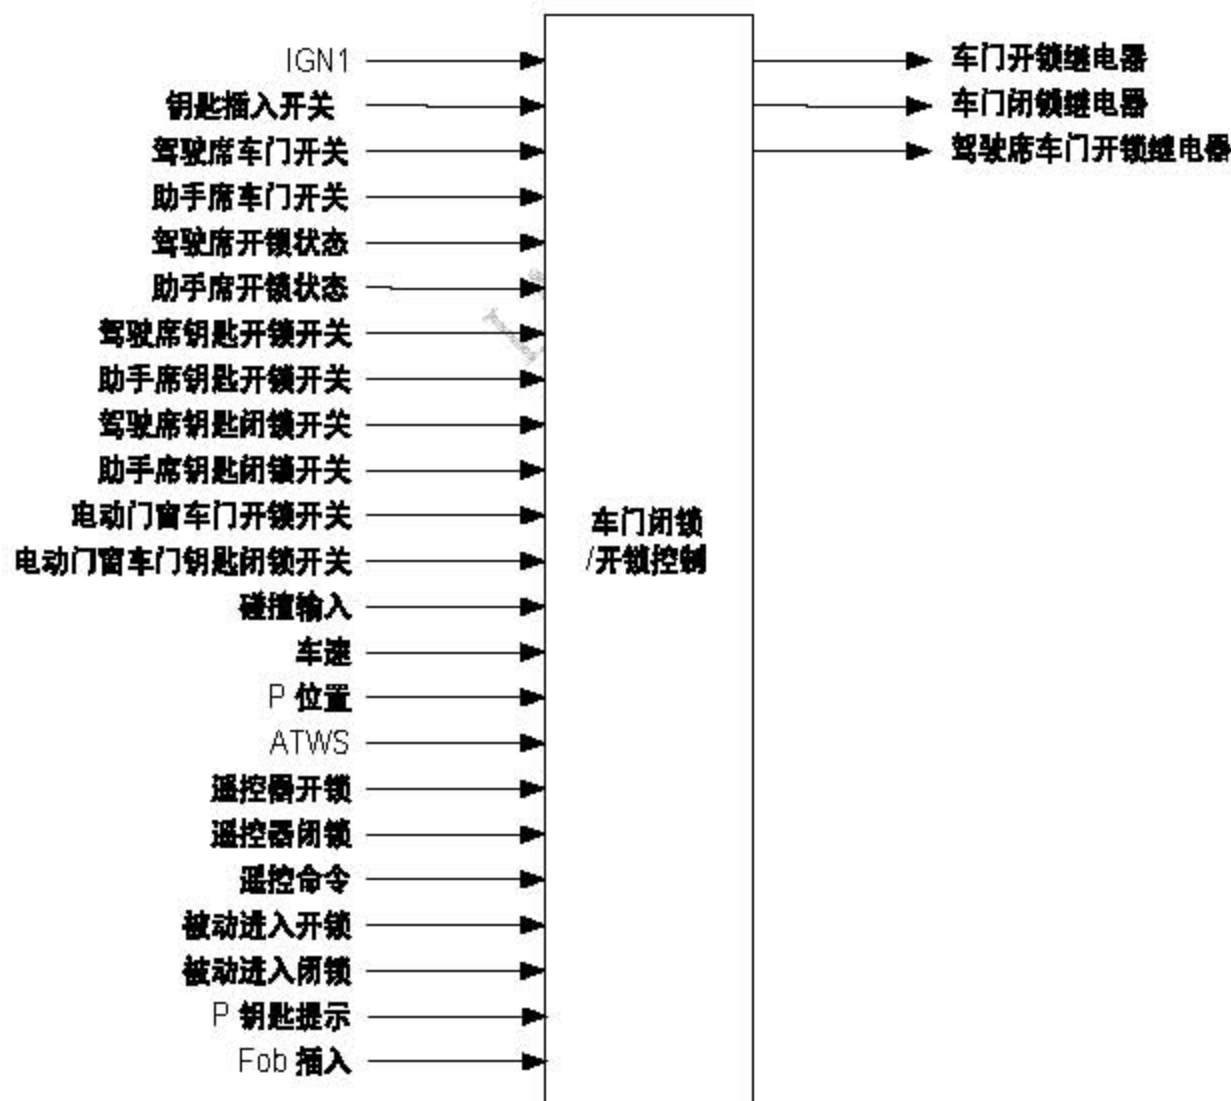 IGN1
钥匙插入开关
驾驶席车门开关
助手席车门开关
驾驶席开锁状态
助手席开锁状态
驾驶席钥匙开锁开关
助手席钥匙开锁开关
驾驶席钥匙闭锁开关
助手席钥匙闭锁开关
电动门窗车门开锁开关
电动门窗车门钥匙闭锁开关
碰撞输入
车速
P 位置
ATWS
遥控器开锁
遥控器闭锁
遥控命令
被动进入开锁
被动进入闭锁
P 钥匙提示
Fob 插入
车门闭锁
/开锁控制
车门开锁继电器
车门闭锁继电器
驾驶席车门开锁继电器